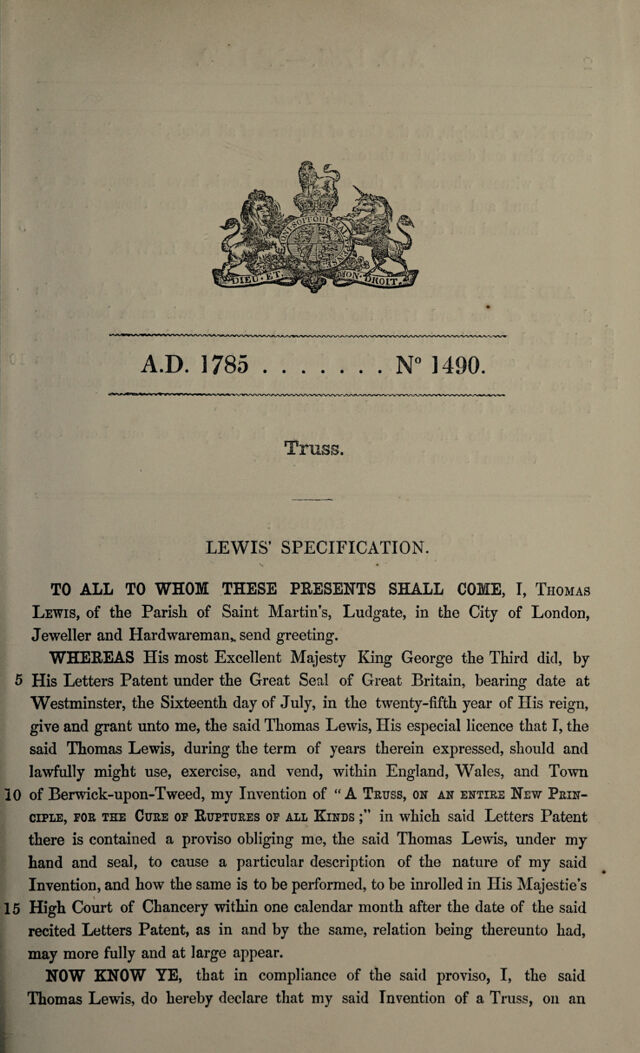 HONI SOIT QUI MAL Y PENSE
DIEU · ET MON · DROIT.
A.D. 1785 . . . . . . . . N° 1490.
Truss.
LEWIS' SPECIFICATION.
TO ALL TO WHOM THESE PRESENTS SHALL COME, I, THOMAS
LEWIS, of the Parish of Saint Martin's, Ludgate, in the City of London,
Jeweller and Hardwareman, send greeting.
WHEREAS His most Excellent Majesty King George the Third did, by
5 His Letters Patent under the Great Seal of Great Britain, bearing date at
Westminster, the Sixteenth day of July, in the twenty-fifth year of His reign,
give and grant unto me, the said Thomas Lewis, His especial licence that I, the
said Thomas Lewis, during the term of years therein expressed, should and
lawfully might use, exercise, and vend, within England, Wales, and Town
10 of Berwick-upon-Tweed, my Invention of "A TRUSS, ON AN ENTIRE NEW PRIN-
CIPLE, FOR THE CURE OF RUPTURES OF ALL KINDS;" in which said Letters Patent
there is contained a proviso obliging me, the said Thomas Lewis, under my
hand and seal, to cause a particular description of the nature of my said
Invention, and how the same is to be performed, to be inrolled in His Majestie's
15 High Court of Chancery within one calendar month after the date of the said
recited Letters Patent, as in and by the same, relation being thereunto had,
may more fully and at large appear.
NOW KNOW YE, that in compliance of the said proviso, I, the said
Thomas Lewis, do hereby declare that my said Invention of a Truss, on an